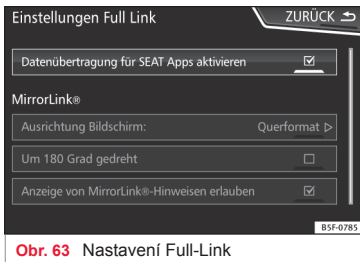 Einstellungen Full Link
ZURÜCK
Datenübertragung für SEAT Apps aktivieren
MirrorLink®
Ausrichtung Bildschirm: Querformat
Um 180 Grad gedreht
Anzeige von MirrorLink®-Hinweisen erlauben
B5F-0785
Obr. 63 Nastavení Full-Link